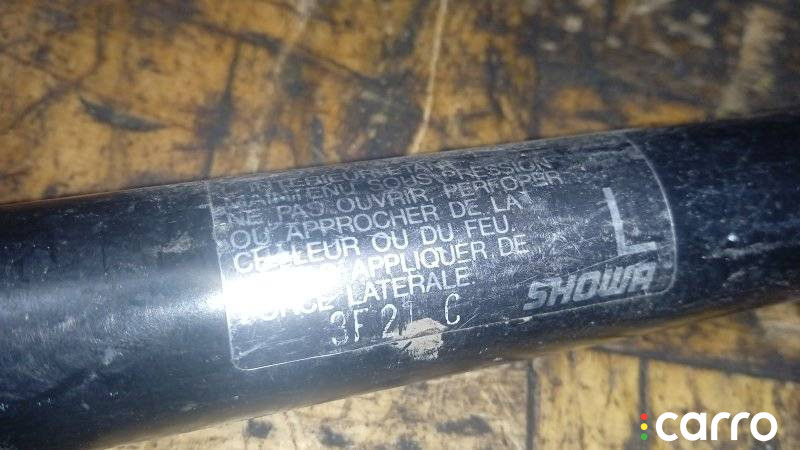 MAINTENU SOUS PRESSION
NE PAS OUVRIR, PERFORER
OU APPROCHER DE LA
CHALEUR OU DU FEU.
APPLIQUER DE
FORCE LATERALE.
L
SHOWA
3F2 C
carro